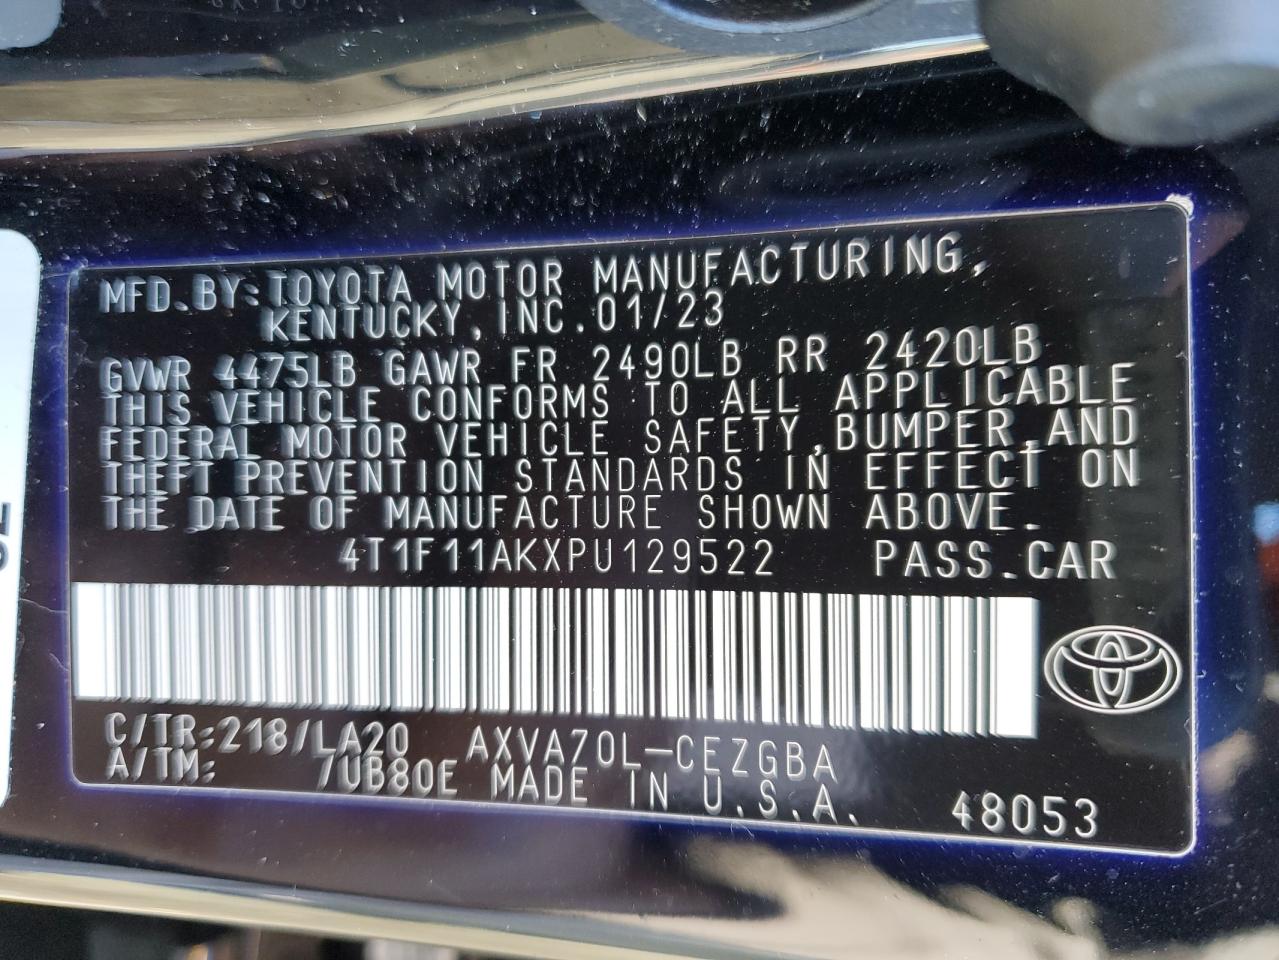 MFD.BY:TOYOTA MOTOR MANUFACTURING,
KENTUCKY,INC.01/23
GVWR 4475LB GAWR FR 2490LB RR 2420LB
THIS VEHICLE CONFORMS TO ALL APPLICABLE
FEDERAL MOTOR VEHICLE SAFETY,BUMPER,AND
THEFT PREVENTION STANDARDS IN EFFECT ON
THE DATE OF MANUFACTURE SHOWN ABOVE.
4T1F11AKXPU129522 PASS.CAR
C/TR:218/LA20 AXVA70L-CEZGBA
A/TM: /UB80E MADE IN U.S.A. 48053